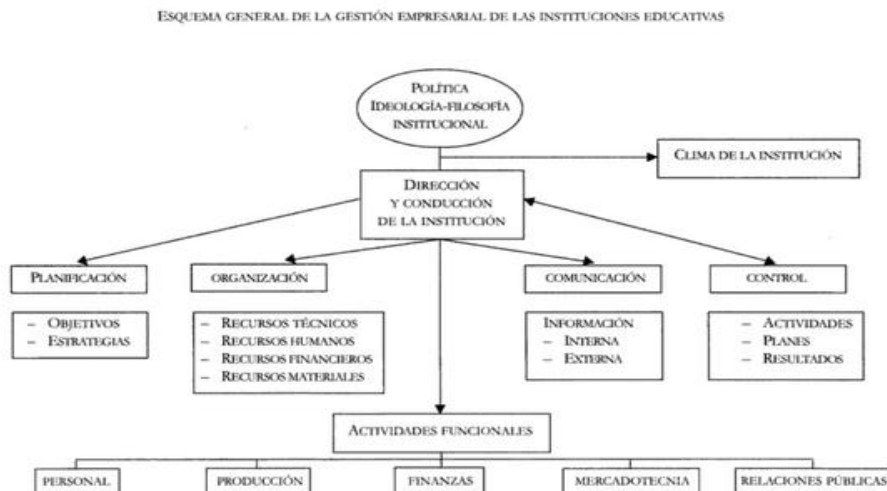 ESQUEMA GENERAL DE LA GESTIÓN EMPRESARIAL DE LAS INSTITUCIONES EDUCATIVAS
POLÍTICA
IDEOLOGÍA-FILOSOFÍA
INSTITUCIONAL
CLIMA DE LA INSTITUCIÓN
DIRECCIÓN
Y CONDUCCIÓN
DE LA INSTITUCIÓN
PLANIFICACIÓN
ORGANIZACIÓN
COMUNICACIÓN
CONTROL
– OBJETIVOS
– ESTRATEGIAS
– RECURSOS TÉCNICOS
– RECURSOS HUMANOS
– RECURSOS FINANCIEROS
– RECURSOS MATERIALES
INFORMACIÓN
– INTERNA
– EXTERNA
– ACTIVIDADES
– PLANES
– RESULTADOS
ACTIVIDADES FUNCIONALES
PERSONAL
PRODUCCIÓN
FINANZAS
MERCADOTECNIA
RELACIONES PÚBLICAS